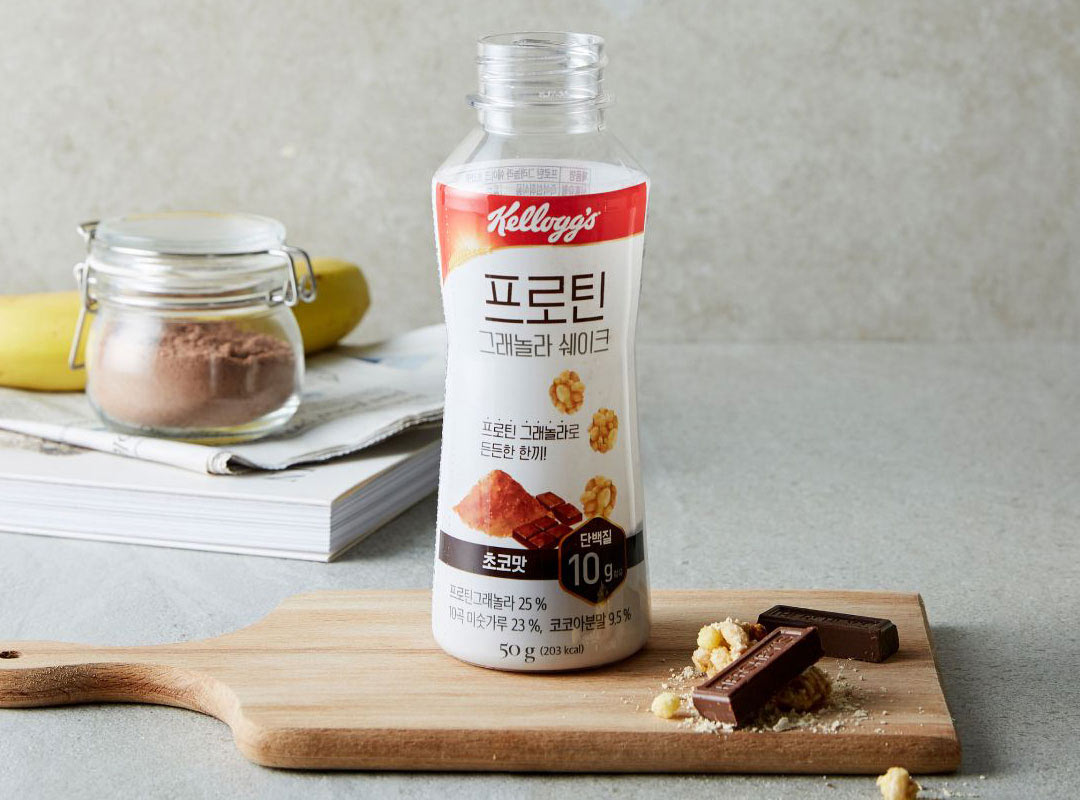 Kellogg's
프로틴
그래놀라 쉐이크
프로틴 그래놀라로
든든한 한끼!
단백질
10 g
초코맛
프로틴그래놀라 25 %
10곡 미숫가루 23 %, 코코아분말 9.5 %
50 g (203 kcal)